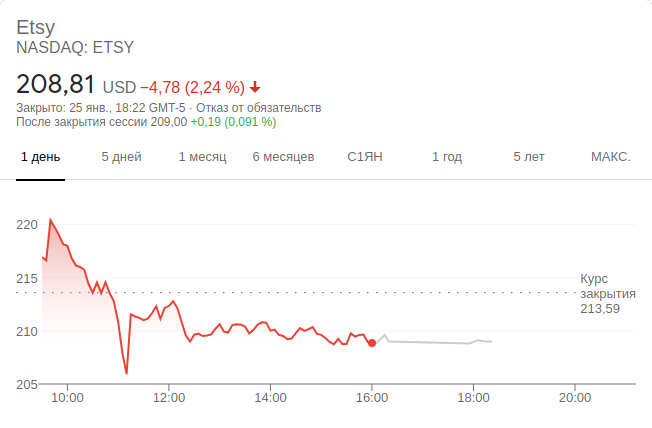 Etsy
NASDAQ: ETSY
208,81 USD −4,78 (2,24 %)
Закрыто: 25 янв., 18:22 GMT-5 · Отказ от обязательств
После закрытия сессии 209,00 +0,19 (0,091 %)
1 день 5 дней 1 месяц 6 месяцев С1ЯН 1 год 5 лет МАКС.
220
215
210
205
Курс
закрытия
213,59
10:00 12:00 14:00 16:00 18:00 20:00